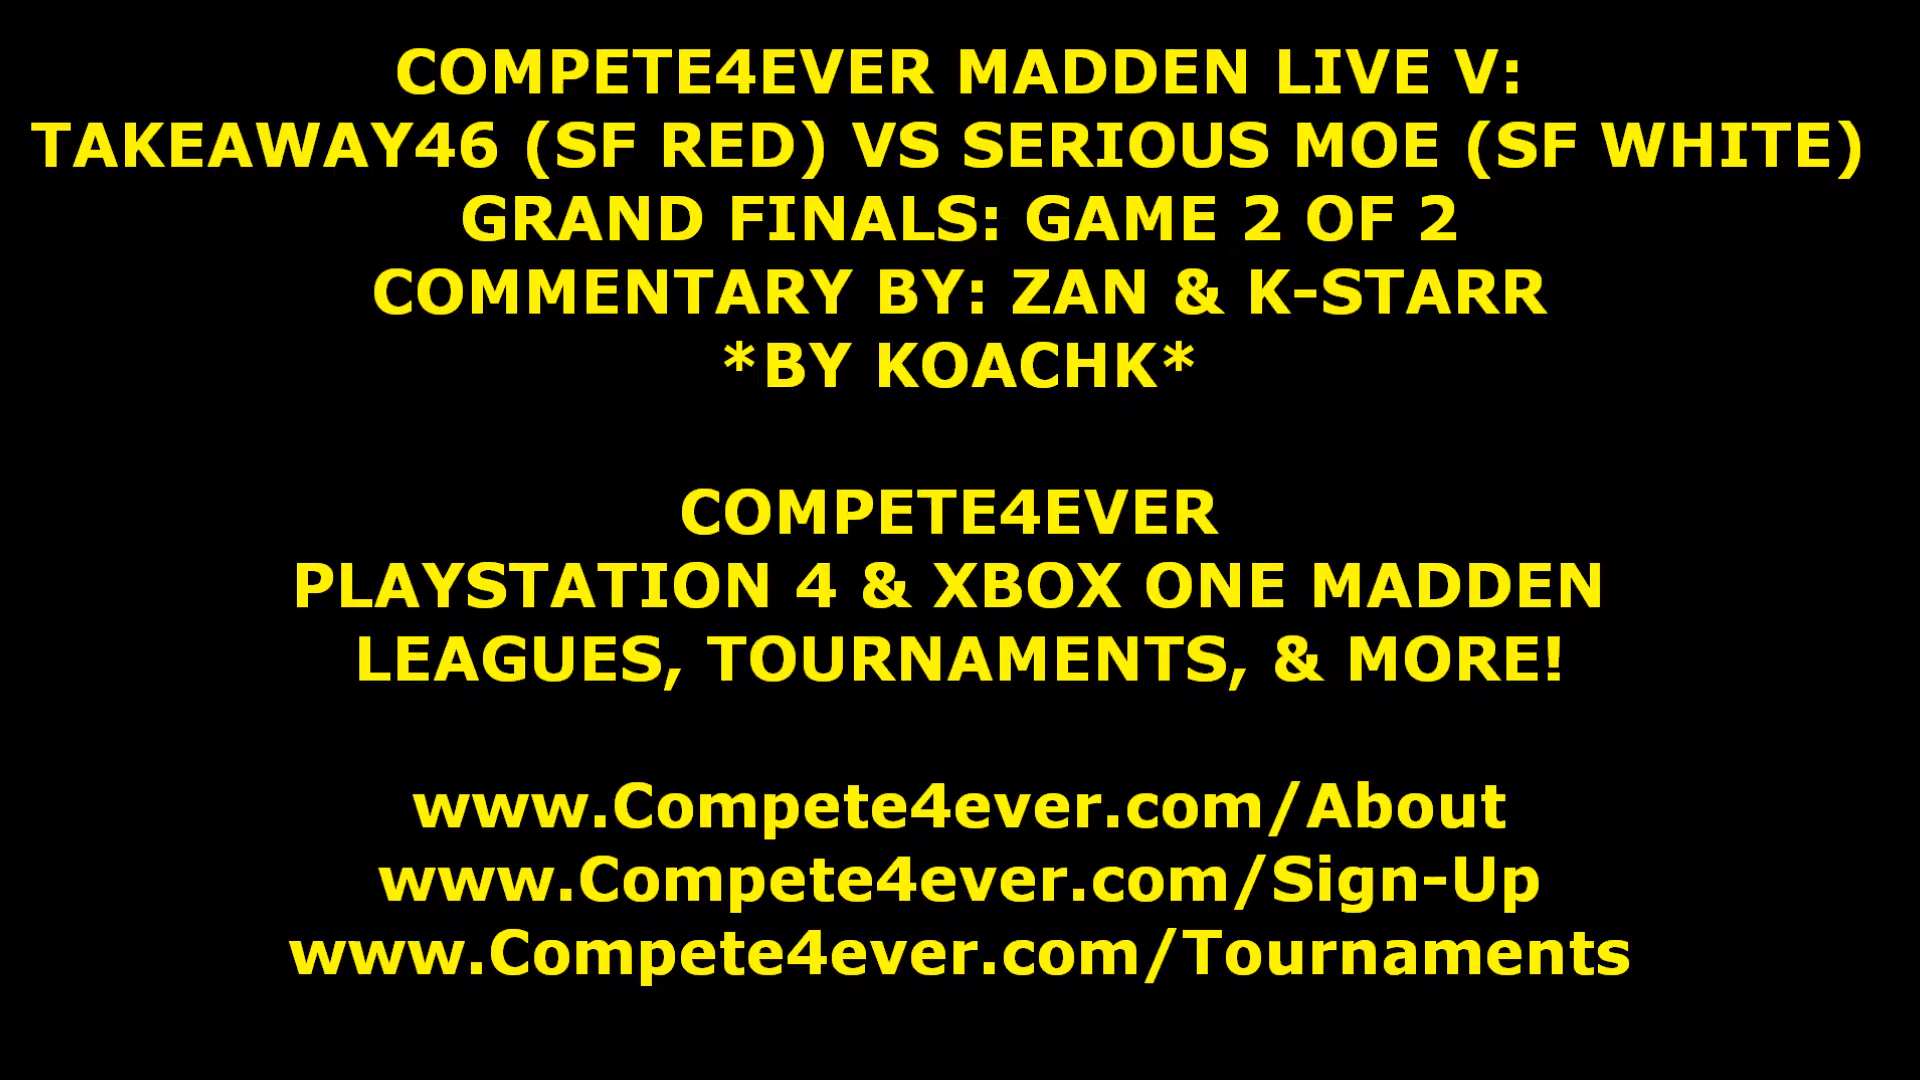 COMPETE4EVER MADDEN LIVE V:
TAKEAWAY46 (SF RED) VS SERIOUS MOE (SF WHITE)
GRAND FINALS: GAME 2 OF 2
COMMENTARY BY: ZAN & K-STARR
*BY KOACHK*
COMPETE4EVER
PLAYSTATION 4 & XBOX ONE MADDEN
LEAGUES, TOURNAMENTS, & MORE!
www.Compete4ever.com/About
www.Compete4ever.com/Sign-Up
www.Compete4ever.com/Tournaments